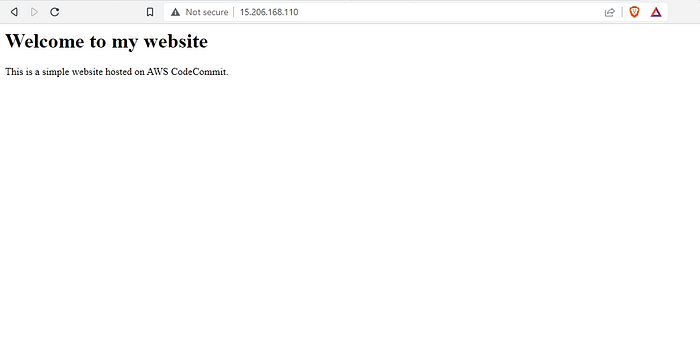 Not secure
15.206.168.110
Welcome to my website
This is a simple website hosted on AWS CodeCommit.